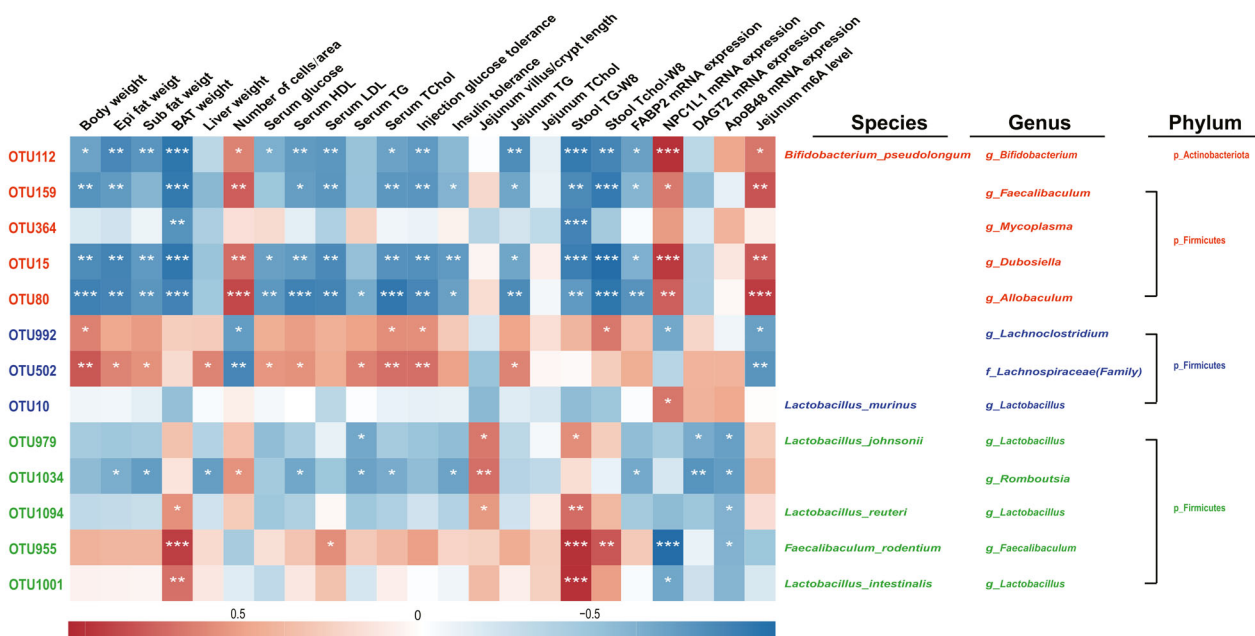 Body weight
Epi fat weigt
Sub fat weigt
BAT weight
Liver weight
Number of cells/area
Serum glucose
Serum HDL
Serum LDL
Serum TG
Serum TChol
Injection glucose tolerance
Insulin tolerance
Jejunum villus/crypt length
Jejunum TG
Jejunum TChol
Stool TG-W8
Stool Tchol-W8
FABP2 mRNA expression
NPC1L1 mRNA expression
DAGT2 mRNA expression
ApoB48 mRNA expression
Jejunum m6A level
Species Genus Phylum
OTU112 Bifidobacterium_pseudolongum g_Bifidobacterium p_Actinobacteriota
OTU159 g_Faecalibaculum
OTU364 g_Mycoplasma
p_Firmicutes
OTU15 g_Dubosiella
OTU80 g_Allobaculum
OTU992 g_Lachnoclostridium
OTU502 f_Lachnospiraceae(Family) p_Firmicutes
OTU10 Lactobacillus_murinus g_Lactobacillus
OTU979 Lactobacillus_johnsonii g_Lactobacillus
OTU1034 g_Romboutsia
OTU1094 Lactobacillus_reuteri g_Lactobacillus p_Firmicutes
OTU955 Faecalibaculum_rodentium g_Faecalibaculum
OTU1001 Lactobacillus_intestinalis g_Lactobacillus
0.5 0 −0.5